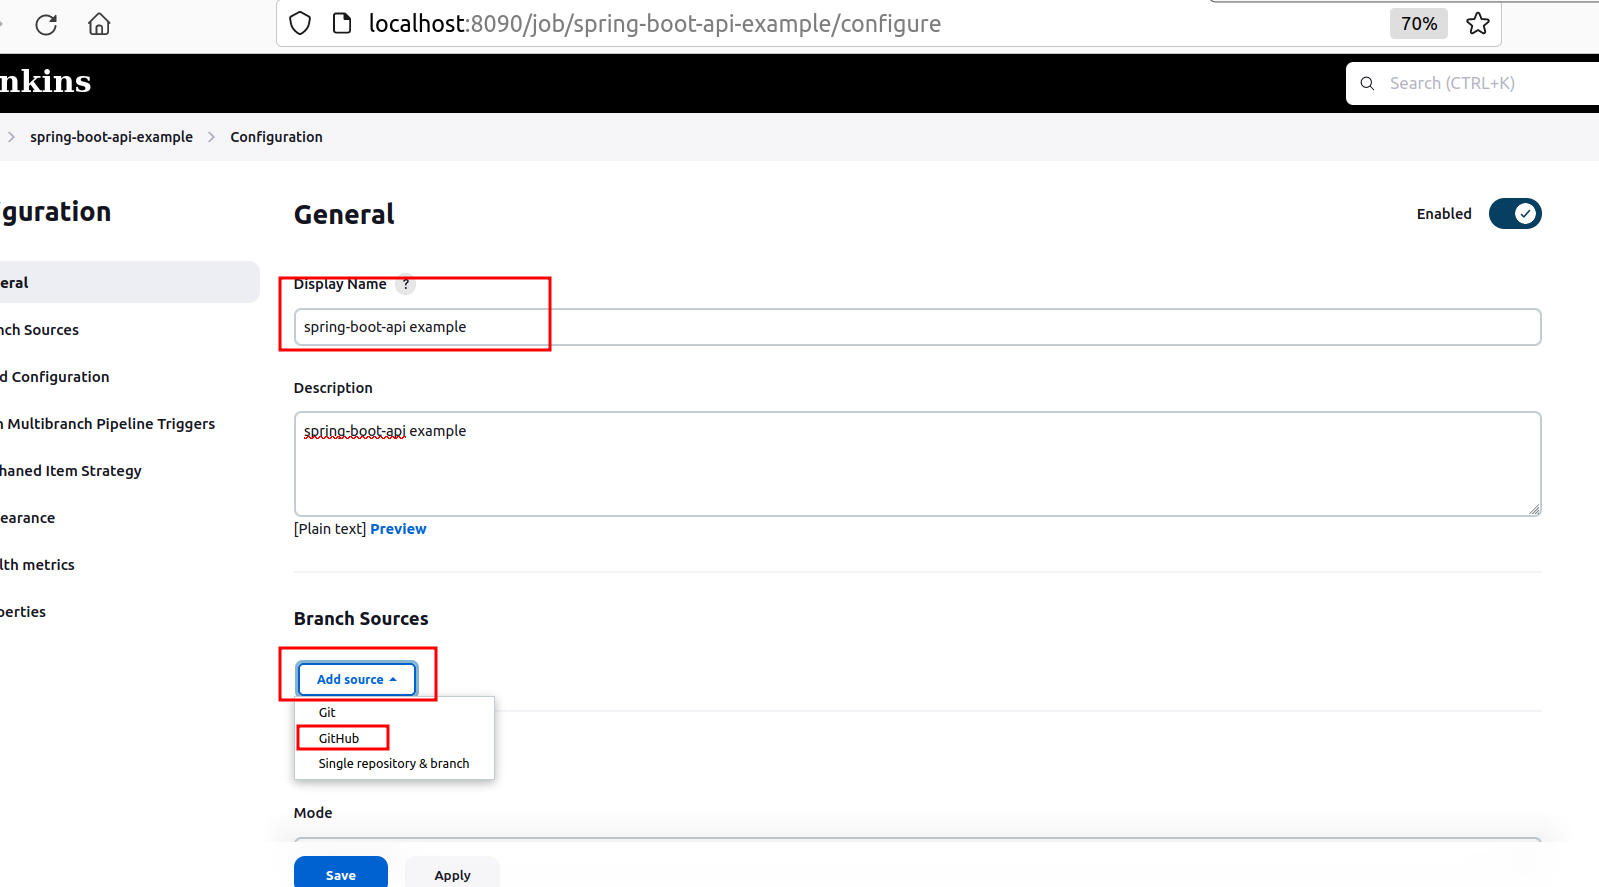 localhost:8090/job/spring-boot-api-example/configure 70%
nkins Search (CTRL+K)
spring-boot-api-example > Configuration
guration
General
Enabled
eral
nch Sources
d Configuration
n Multibranch Pipeline Triggers
haned Item Strategy
earance
lth metrics
perties
Display Name ?
spring-boot-api example
Description
spring-boot-api example
[Plain text] Preview
Branch Sources
Add source
Git
GitHub
Single repository & branch
Mode
Save Apply